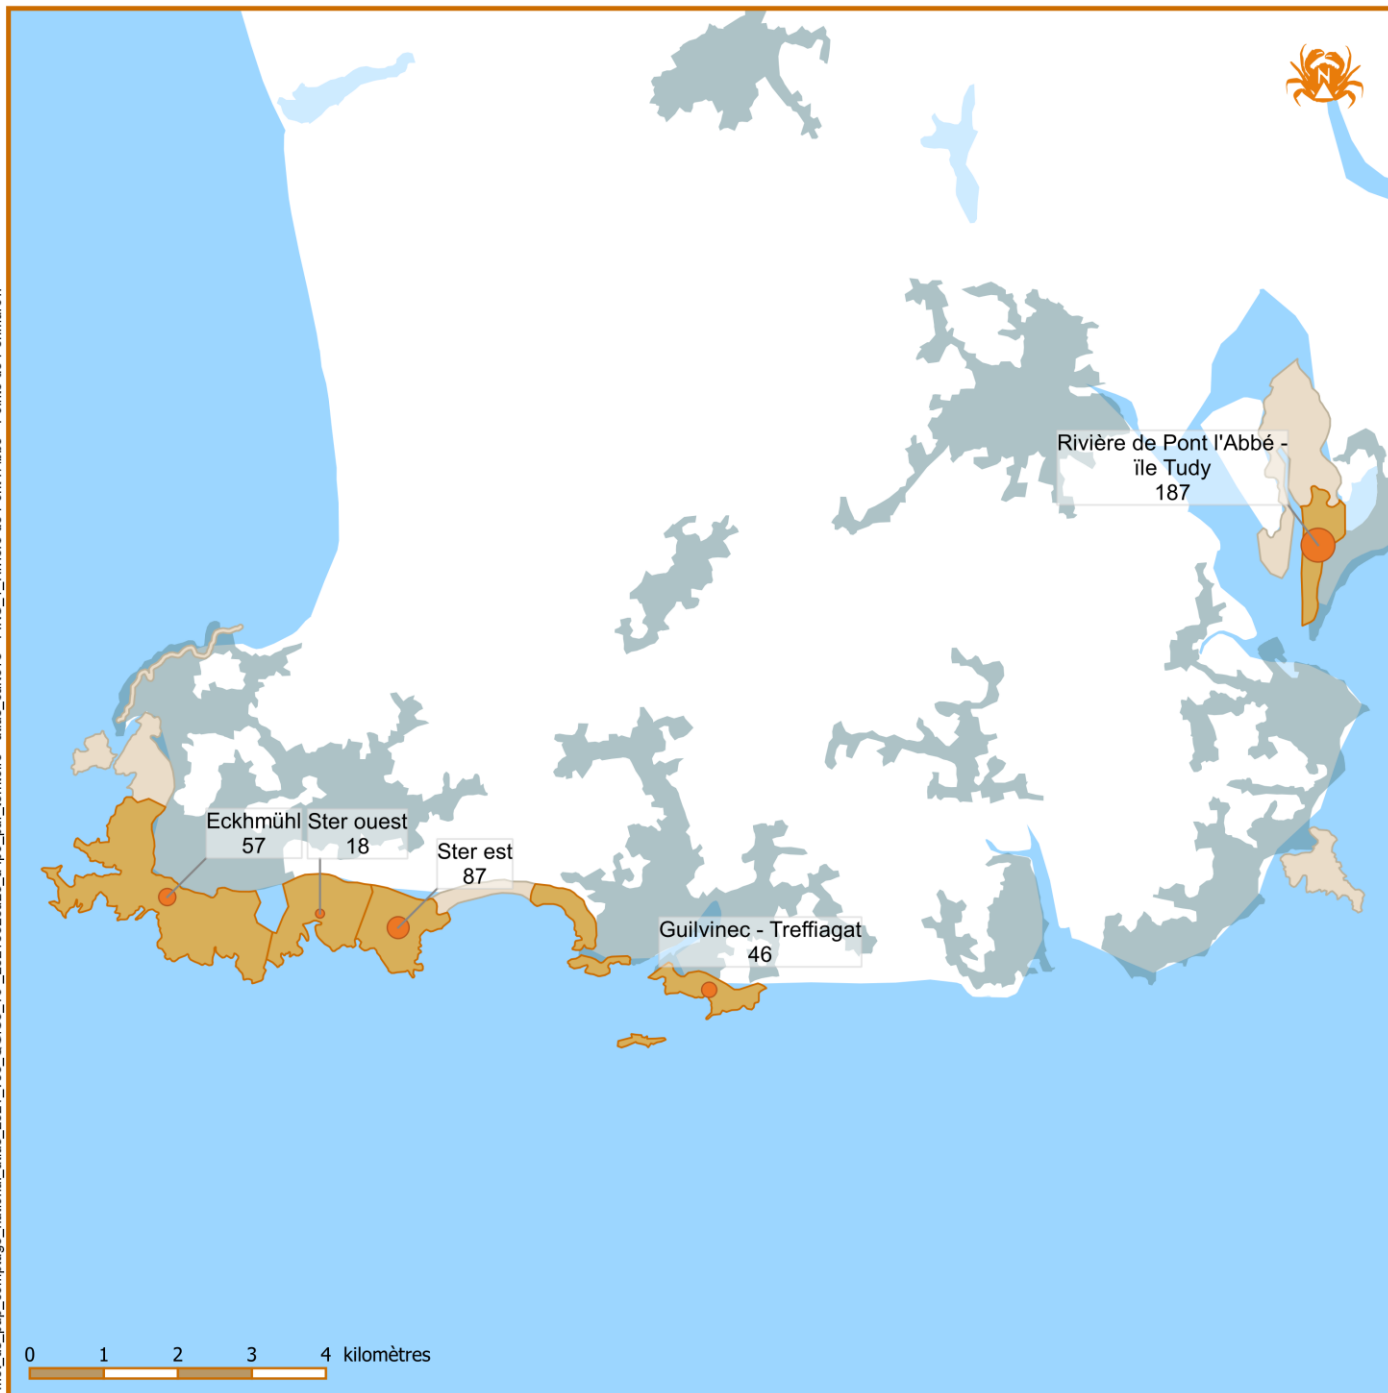 N
Rivière de Pont l'Abbé -
ïle Tudy
187
Eckhmühl
57
Ster ouest
18
Ster est
87
Guilvinec - Treffiagat
46
0 1 2 3 4 kilomètres